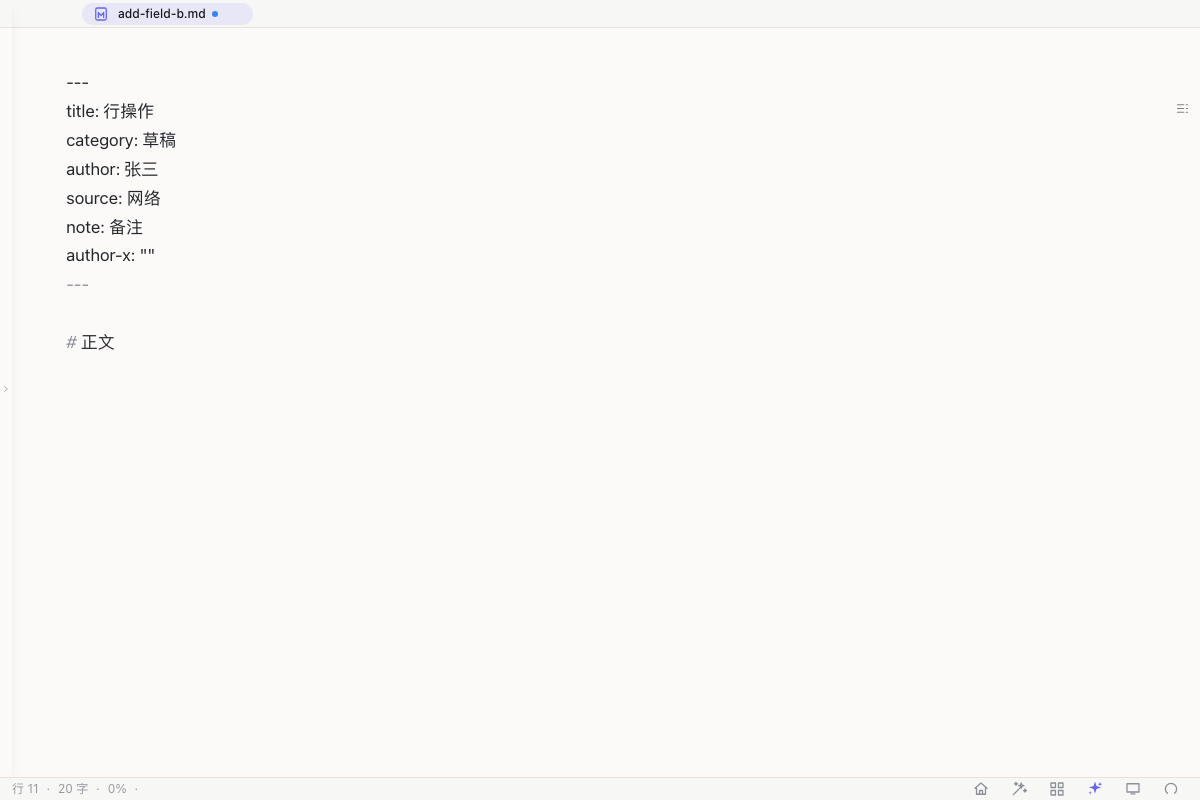 add-field-b.md
---
title: 行操作
category: 草稿
author: 张三
source: 网络
note: 备注
author-x: ""
---
# 正文
行 11 · 20 字 · 0% ·